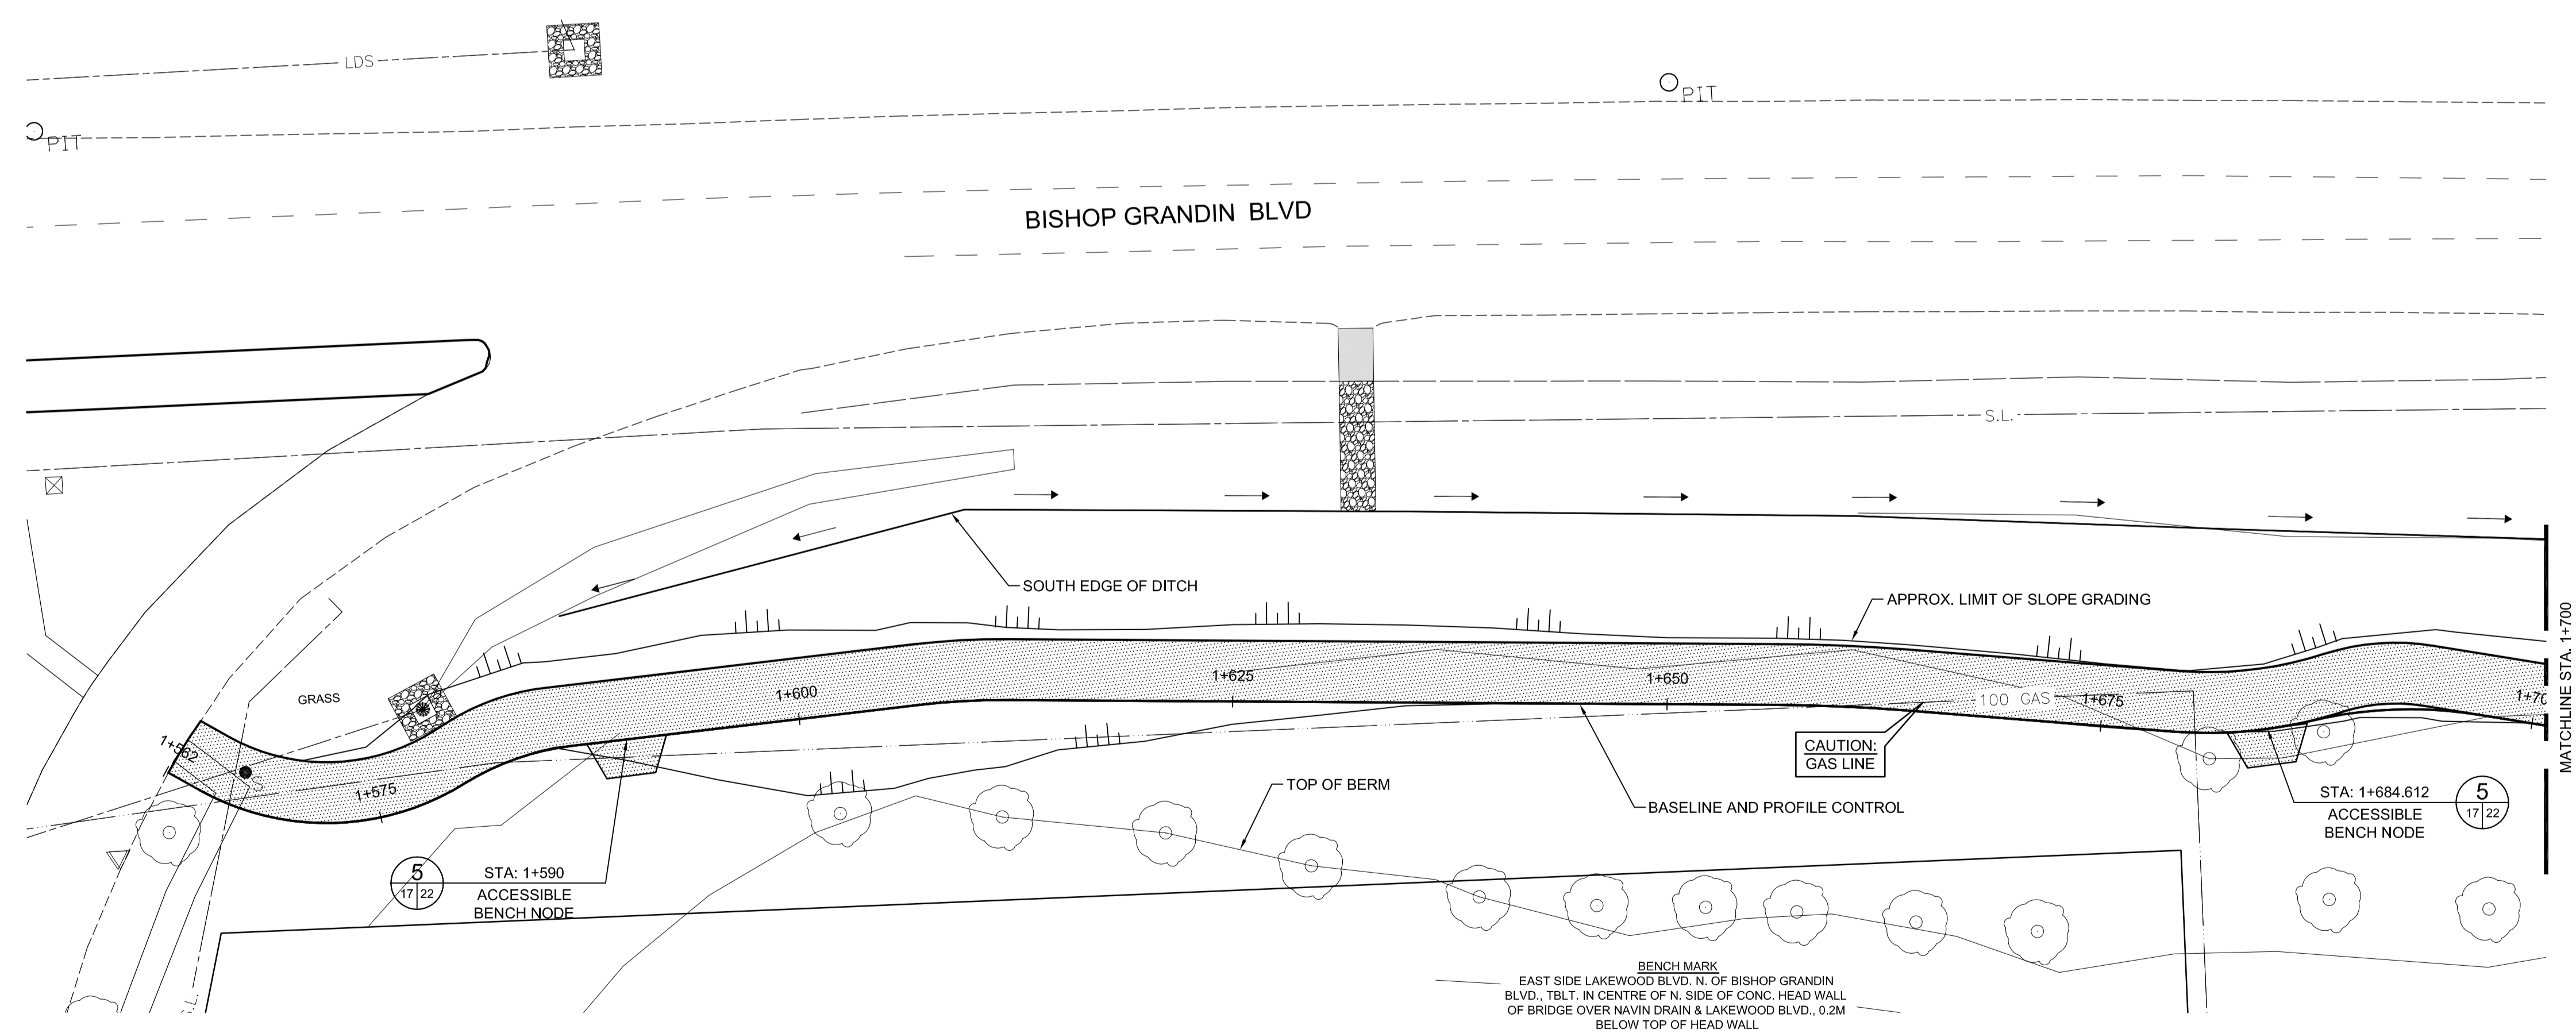 LDS
PIT
PIT
BISHOP GRANDIN BLVD
S.L.
SOUTH EDGE OF DITCH
APPROX. LIMIT OF SLOPE GRADING
MATCHLINE STA. 1+700
GRASS
1+562
S
1+575
1+600
1+625
1+650
100 GAS
1+675
1+70
CAUTION:
GAS LINE
TOP OF BERM
BASELINE AND PROFILE CONTROL
STA: 1+684.612
ACCESSIBLE
BENCH NODE
5
17 22
5
17 22
STA: 1+590
ACCESSIBLE
BENCH NODE
BENCH MARK
EAST SIDE LAKEWOOD BLVD. N. OF BISHOP GRANDIN
BLVD., TBLT. IN CENTRE OF N. SIDE OF CONC. HEAD WALL
OF BRIDGE OVER NAVIN DRAIN & LAKEWOOD BLVD., 0.2M
BELOW TOP OF HEAD WALL